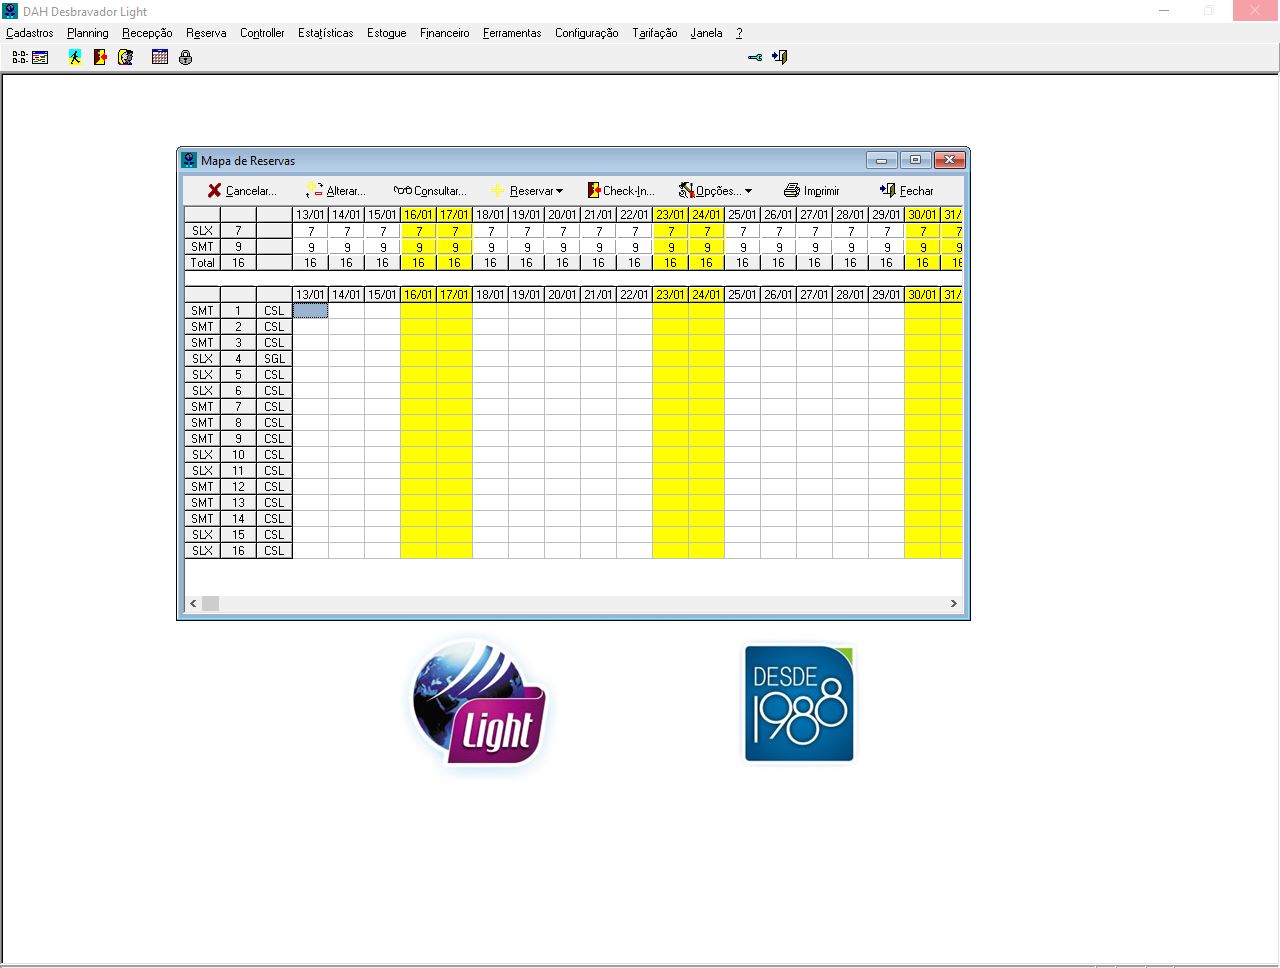 DAH Desbravador Light
Cadastros Planning Recepção Reserva Controller Estatísticas Estoque Financeiro Ferramentas Configuração Tarifação Janela ?
Mapa de Reservas
Cancelar... Alterar... Consultar... Reservar Check-In... Opções... Imprimir Fechar
13/01 14/01 15/01 16/01 17/01 18/01 19/01 20/01 21/01 22/01 23/01 24/01 25/01 26/01 27/01 28/01 29/01 30/01 31/
SLX 7 7 7 7 7 7 7 7 7 7 7 7 7 7 7 7 7 7 7 7 7
SMT 9 9 9 9 9 9 9 9 9 9 9 9 9 9 9 9 9 9 9 9 9
Total 16 16 16 16 16 16 16 16 16 16 16 16 16 16 16 16 16 16 16 16 16
13/01 14/01 15/01 16/01 17/01 18/01 19/01 20/01 21/01 22/01 23/01 24/01 25/01 26/01 27/01 28/01 29/01 30/01 31/
SMT 1 CSL
SMT 2 CSL
SMT 3 CSL
SLX 4 SGL
SLX 5 CSL
SLX 6 CSL
SMT 7 CSL
SMT 8 CSL
SMT 9 CSL
SLX 10 CSL
SLX 11 CSL
SMT 12 CSL
SMT 13 CSL
SMT 14 CSL
SLX 15 CSL
SLX 16 CSL
Light
DESDE
1988